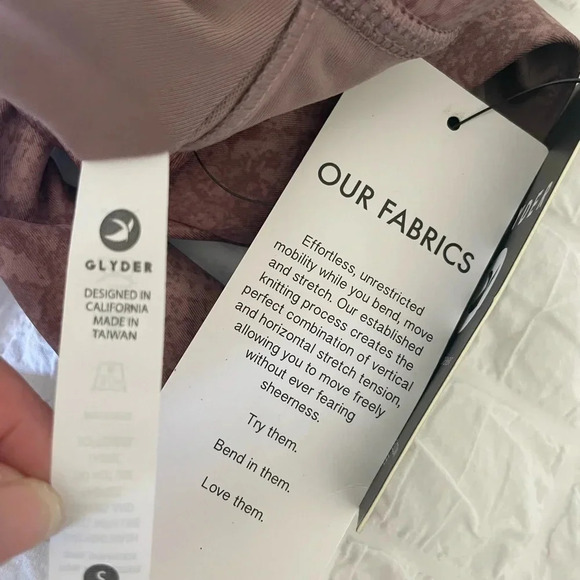 GLYDER
DESIGNED IN
CALIFORNIA
MADE IN
TAIWAN
S
OUR FABRICS
Effortless, unrestricted
mobility while you bend, move
and stretch. Our established
knitting process creates the
perfect combination of vertical
and horizontal stretch tension,
allowing you to move freely
without ever fearing
sheerness.
Try them.
Bend in them.
Love them.